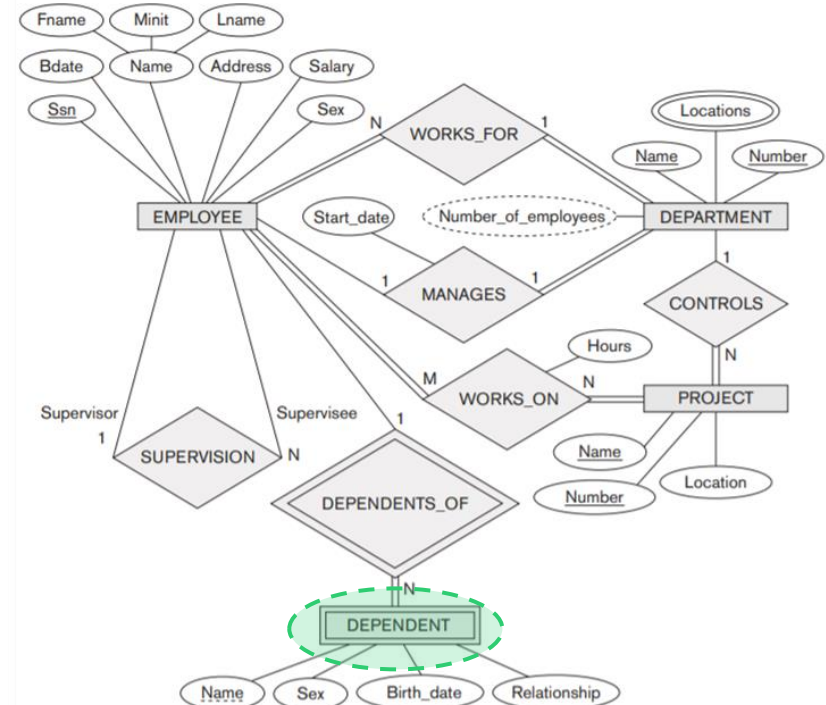 Fname Minit Lname
Bdate Name Address Salary
Ssn Sex
N WORKS_FOR 1
Locations
Name Number
EMPLOYEE Start_date Number_of_employees DEPARTMENT
1 MANAGES 1
1
CONTROLS
N
Hours
M WORKS_ON N PROJECT
Supervisor Supervisee
1 SUPERVISION N
1
Name
Number Location
DEPENDENTS_OF
N
DEPENDENT
Name Sex Birth_date Relationship